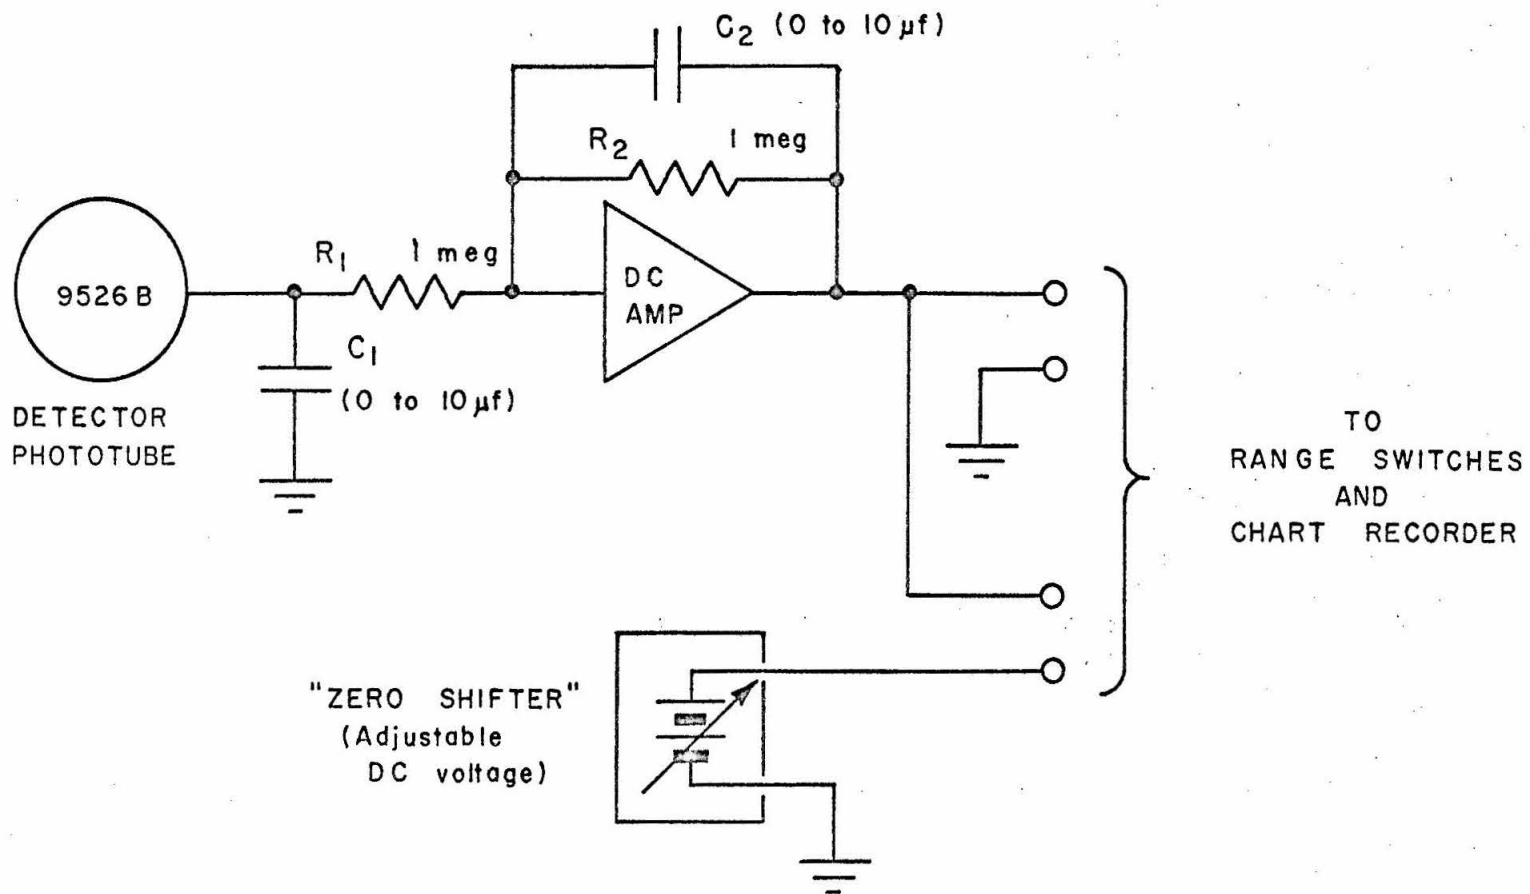 C₂ (0 to 10 µf)
R₂ 1 meg
R₁ 1 meg
9526 B
DC
AMP
C₁
(0 to 10 µf)
DETECTOR
PHOTOTUBE
TO
RANGE SWITCHES
AND
CHART RECORDER
"ZERO SHIFTER"
(Adjustable
DC voltage)